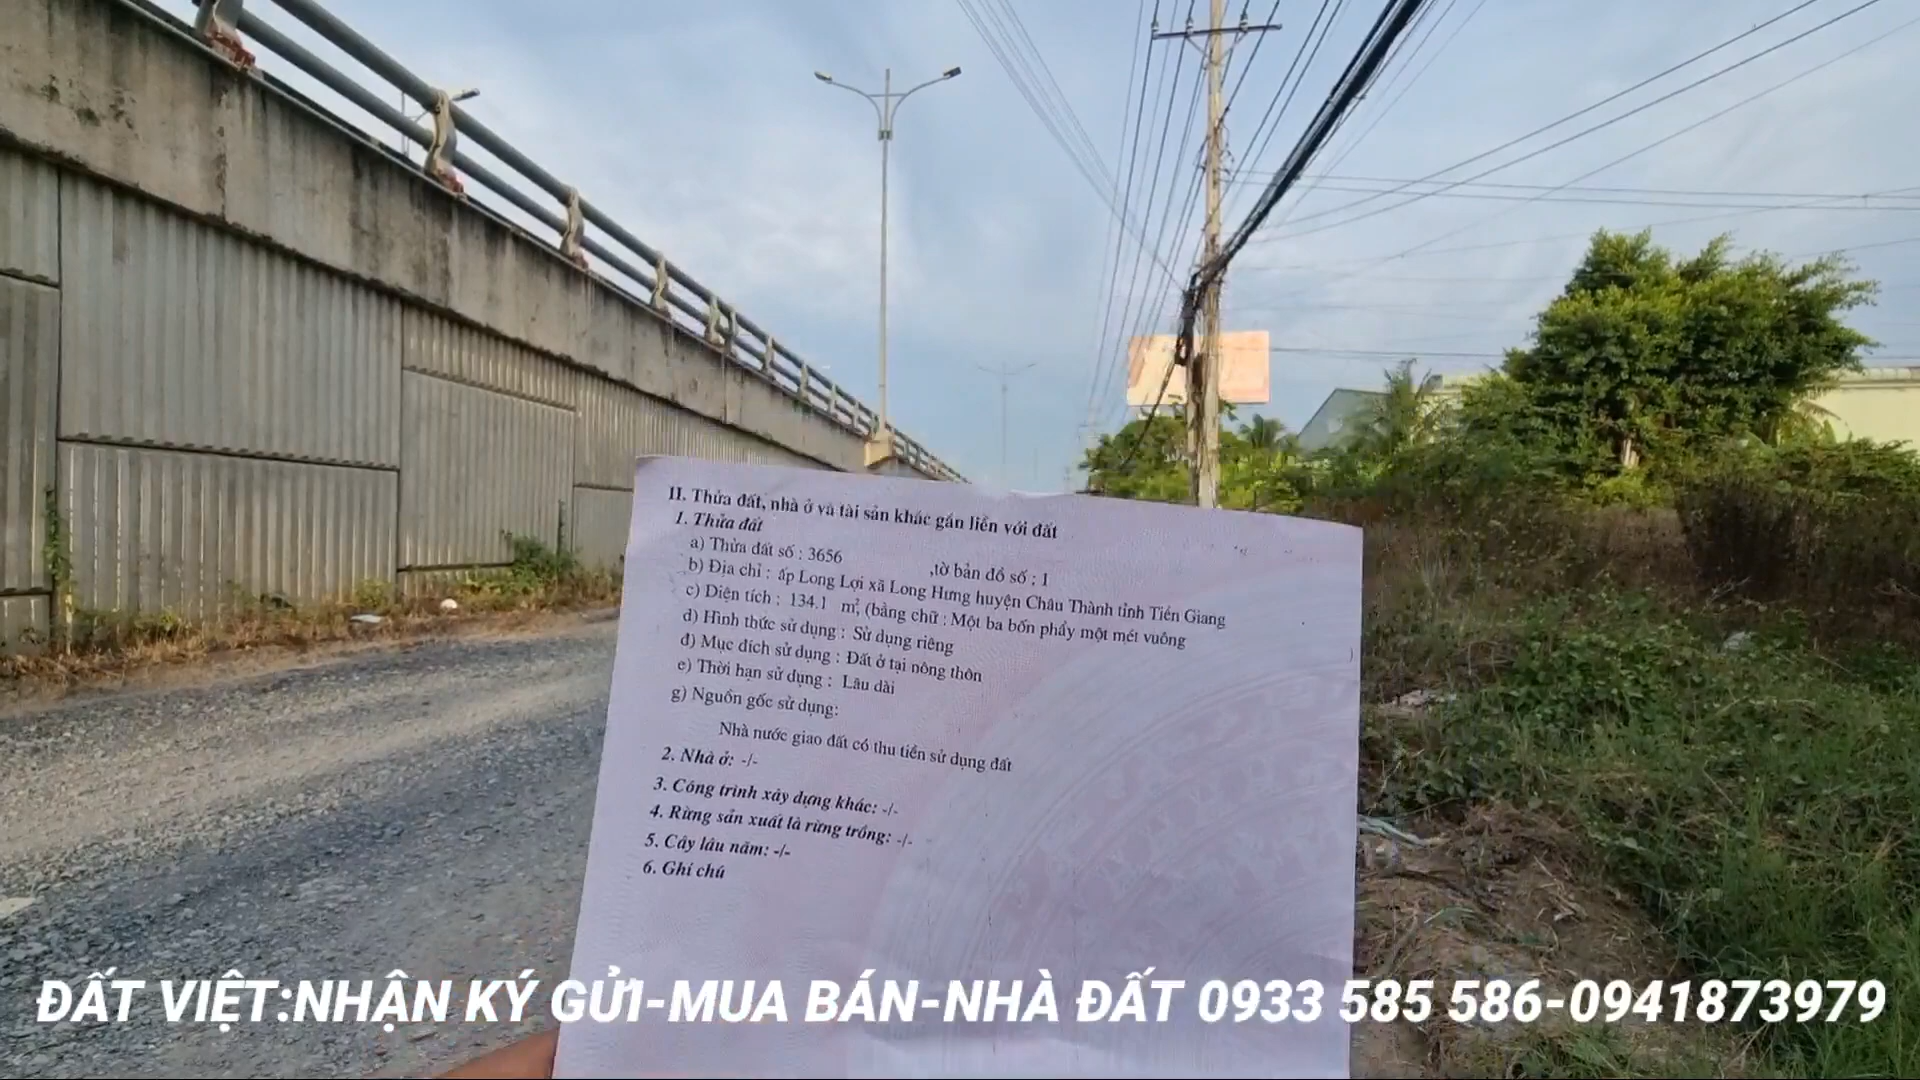 II. Thửa đất, nhà ở và tài sản khác gắn liền với đất
1. Thửa đất
a) Thửa đất số : 3656 ,tờ bản đồ số : 1
b) Địa chỉ : ấp Long Lợi xã Long Hưng huyện Châu Thành tỉnh Tiền Giang
c) Diện tích : 134.1 m², (bằng chữ : Một ba bốn phẩy một mét vuông
)
d) Hình thức sử dụng : Sử dụng riêng
đ) Mục đích sử dụng : Đất ở tại nông thôn
e) Thời hạn sử dụng : Lâu dài
g) Nguồn gốc sử dụng:
Nhà nước giao đất có thu tiền sử dụng đất
2. Nhà ở: -/-
3. Công trình xây dựng khác: -/-
4. Rừng sản xuất là rừng trồng: -/-
5. Cây lâu năm: -/-
6. Ghi chú
ĐẤT VIỆT:NHẬN KÝ GỬI-MUA BÁN-NHÀ ĐẤT 0933 585 586-0941873979